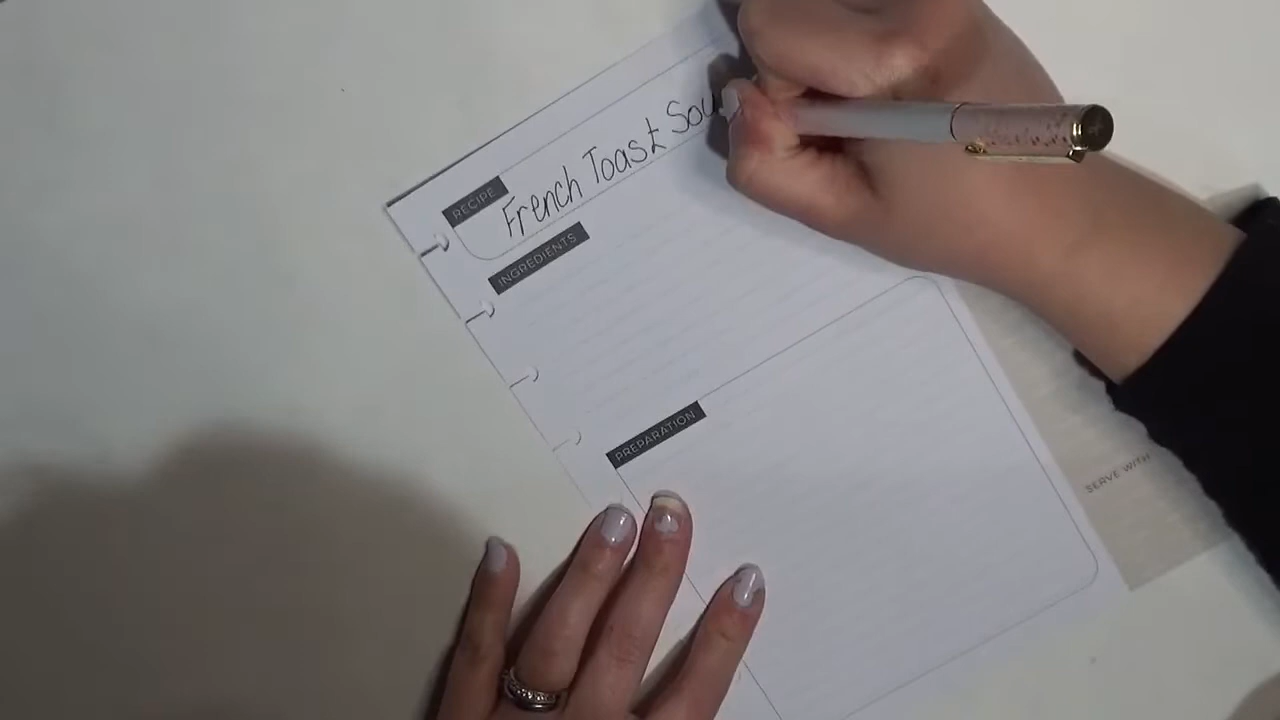 RECIPE
French Toast Sou
INGREDIENTS
PREPARATION
SERVE WITH